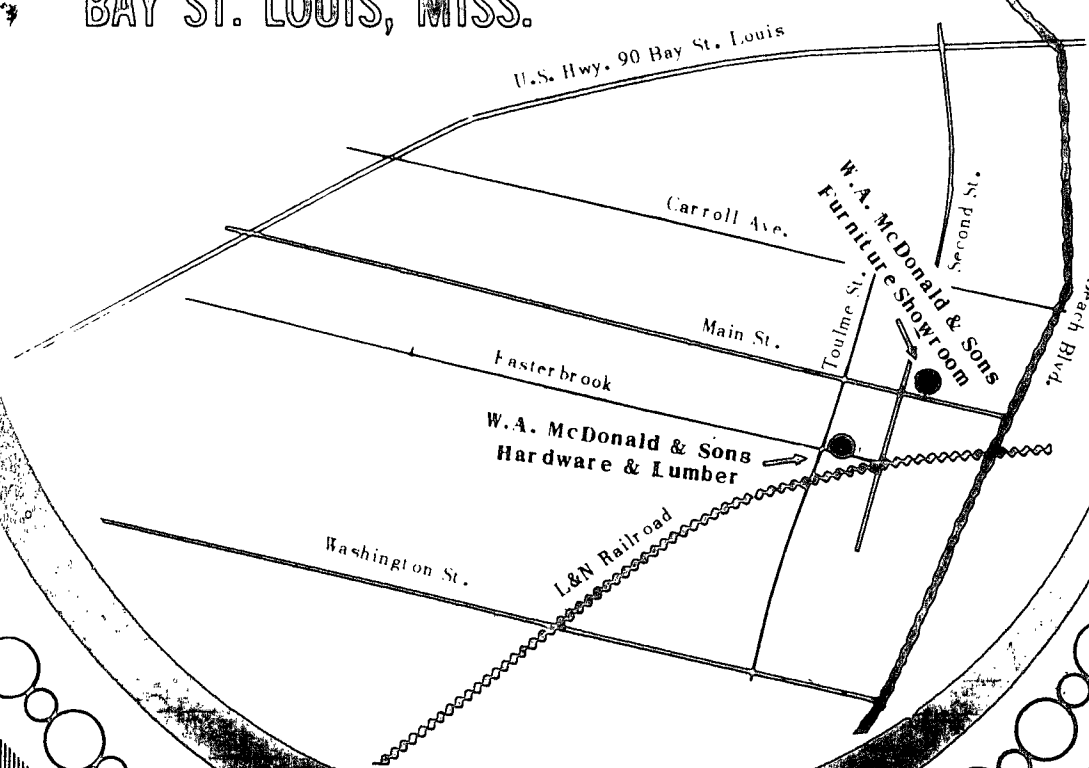 BAY ST. LOUIS, MISS.
U.S. Hwy. 90 Bay St. Louis
Carroll Ave.
Second St.
W.A. McDonald & Sons
Furniture Showroom
Toulme St.
Main St.
Easterbrook
Beach Blvd.
W.A. McDonald & Sons
Hardware & Lumber
L&N Railroad
Washington St.